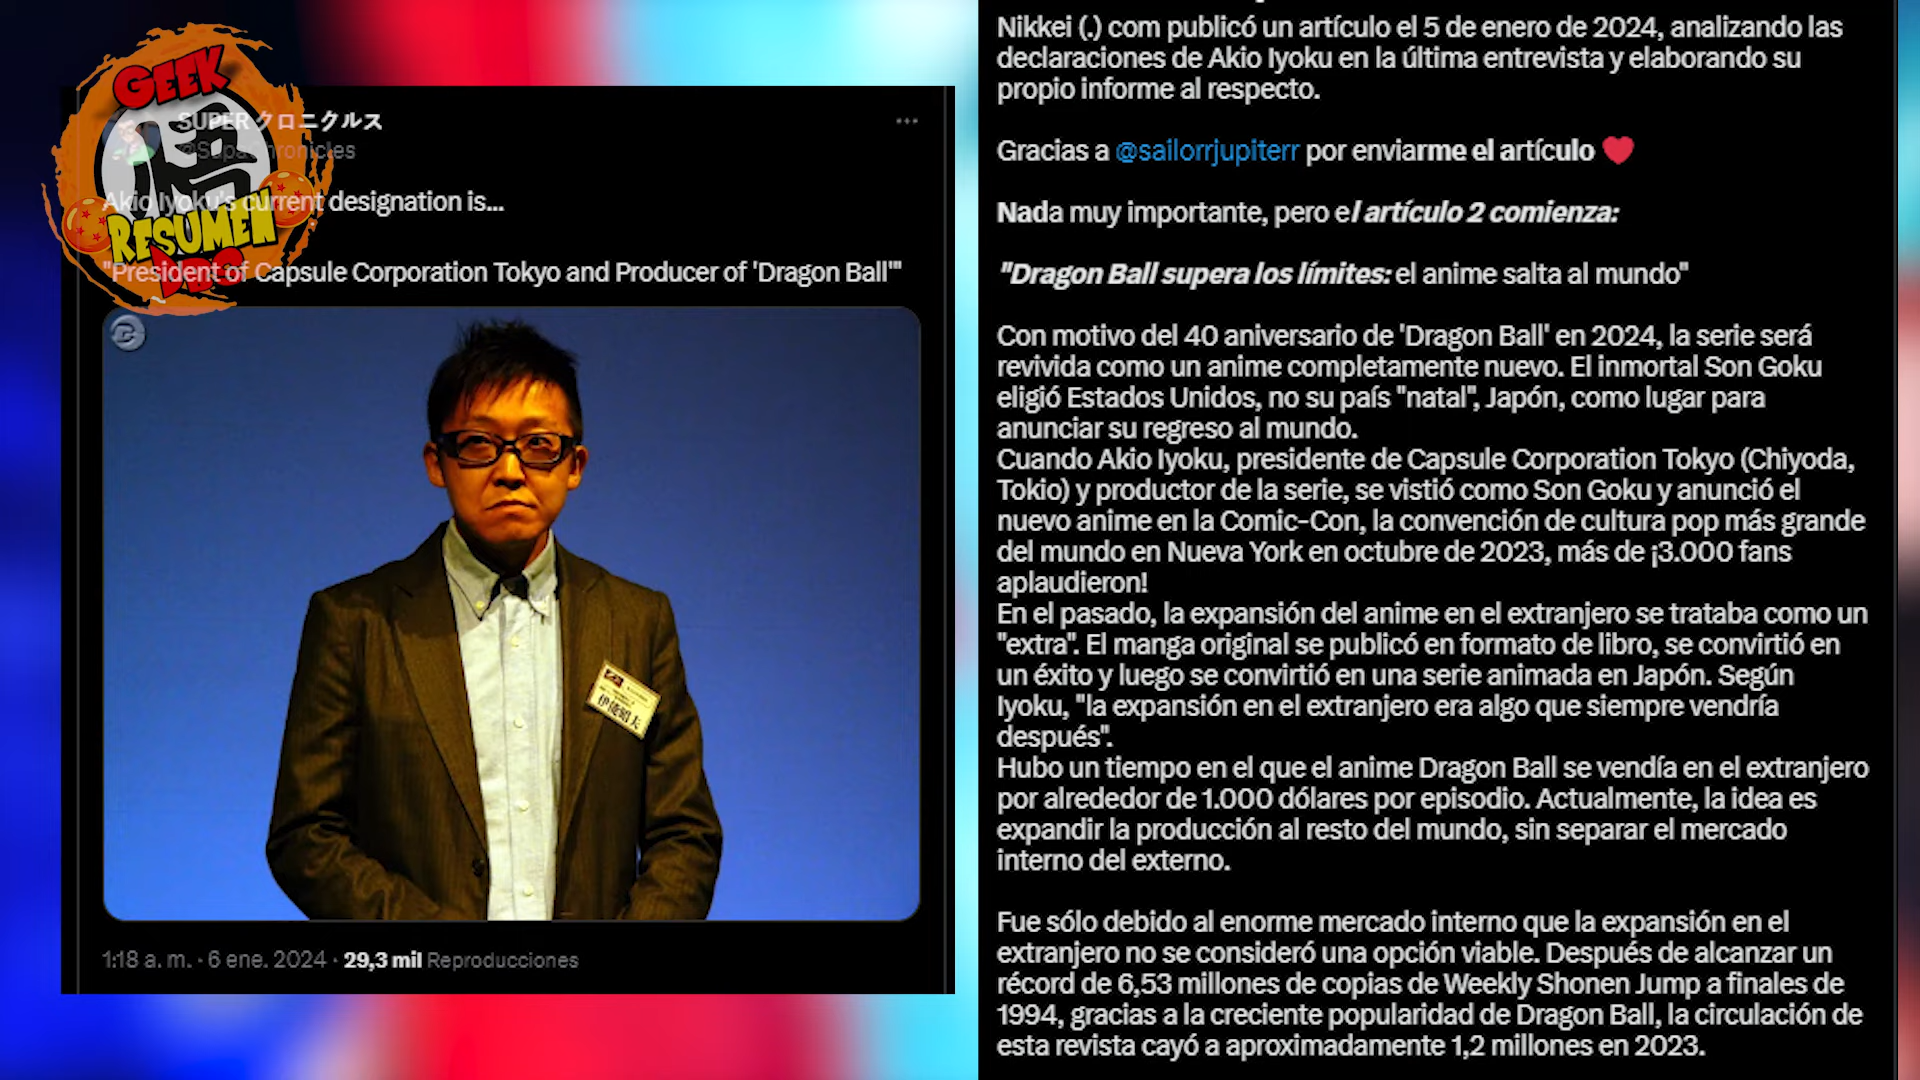 GEEK
RESUMEN
DBS
SUPER クロニクルス
@SupaChronicles
Akio Iyoku's current designation is...
"President of Capsule Corporation Tokyo and Producer of 'Dragon Ball'"
伊能昭夫
1:18 a. m. · 6 ene. 2024 · 29,3 mil Reproducciones
Nikkei (.) com publicó un artículo el 5 de enero de 2024, analizando las
declaraciones de Akio Iyoku en la última entrevista y elaborando su
propio informe al respecto.
Gracias a @sailorrjupiterr por enviarme el artículo ❤️
Nada muy importante, pero el artículo 2 comienza:
"Dragon Ball supera los límites: el anime salta al mundo"
Con motivo del 40 aniversario de 'Dragon Ball' en 2024, la serie será
revivida como un anime completamente nuevo. El inmortal Son Goku
eligió Estados Unidos, no su país "natal", Japón, como lugar para
anunciar su regreso al mundo.
Cuando Akio Iyoku, presidente de Capsule Corporation Tokyo (Chiyoda,
Tokio) y productor de la serie, se vistió como Son Goku y anunció el
nuevo anime en la Comic-Con, la convención de cultura pop más grande
del mundo en Nueva York en octubre de 2023, más de ¡3.000 fans
aplaudieron!
En el pasado, la expansión del anime en el extranjero se trataba como un
"extra". El manga original se publicó en formato de libro, se convirtió en
un éxito y luego se convirtió en una serie animada en Japón. Según
Iyoku, "la expansión en el extranjero era algo que siempre vendría
después".
Hubo un tiempo en el que el anime Dragon Ball se vendía en el extranjero
por alrededor de 1.000 dólares por episodio. Actualmente, la idea es
expandir la producción al resto del mundo, sin separar el mercado
interno del externo.
Fue sólo debido al enorme mercado interno que la expansión en el
extranjero no se consideró una opción viable. Después de alcanzar un
récord de 6,53 millones de copias de Weekly Shonen Jump a finales de
1994, gracias a la creciente popularidad de Dragon Ball, la circulación de
esta revista cayó a aproximadamente 1,2 millones en 2023.